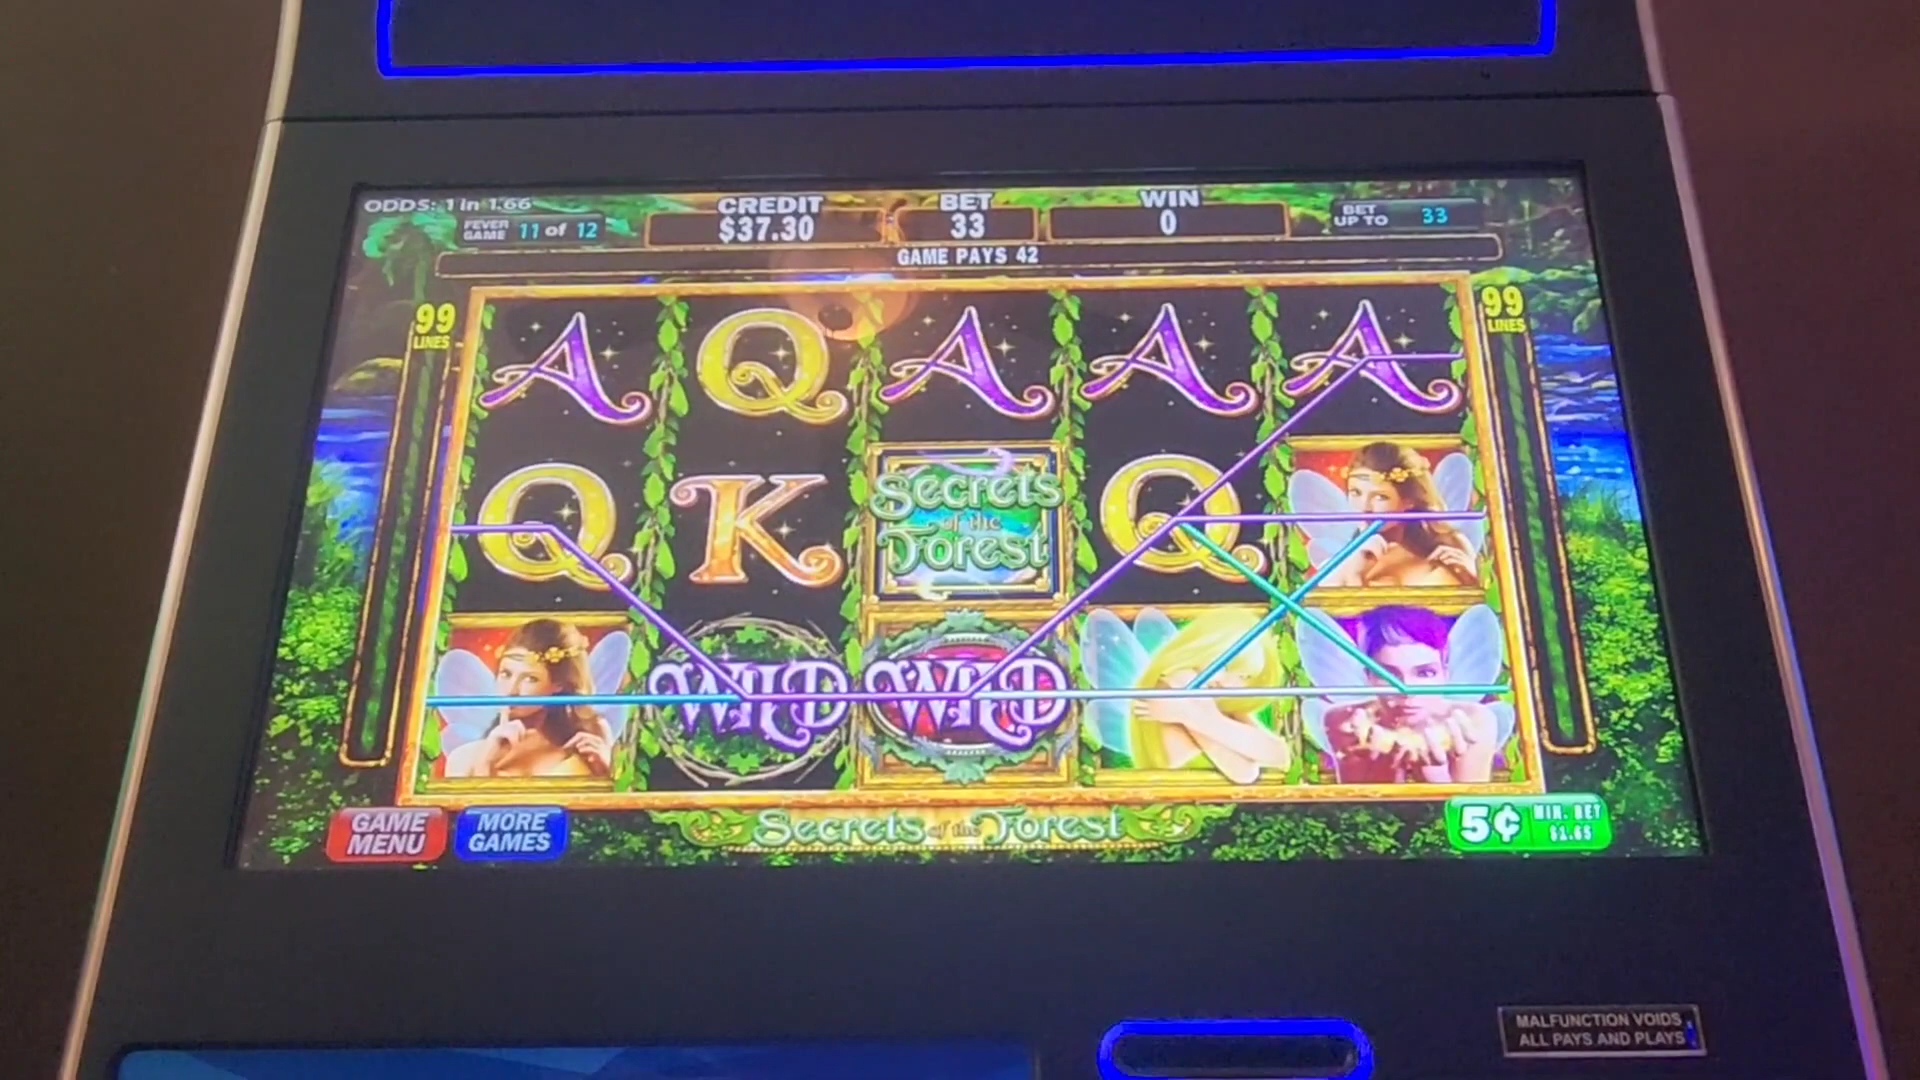 ODDS: 1 in 1.66
FEVER GAME 11 of 12
CREDIT
$37.30
BET
33
WIN
0
BET UP TO 33
GAME PAYS 42
99
LINES
99
LINES
A Q A A A
Q K Secrets of the Forest Q
WILD WILD
GAME MENU
MORE GAMES
Secrets of the Forest
5¢
MIN. BET
$1.65
MALFUNCTION VOIDS
ALL PAYS AND PLAYS